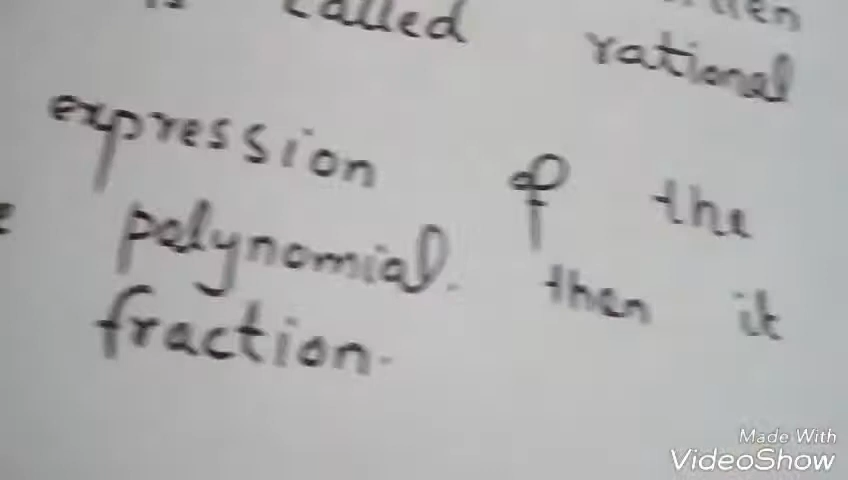 called
rational
expression of the
polynomial. then it
fraction.
Made With
VideoShow